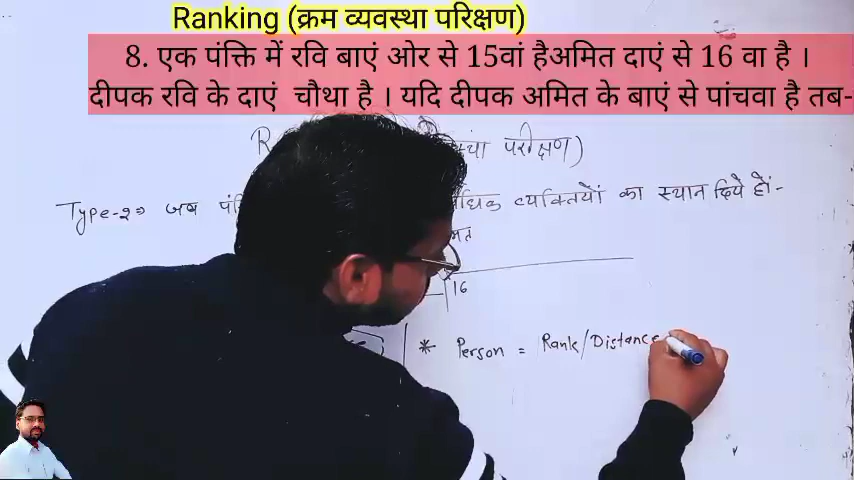 Ranking (क्रम व्यवस्था परिक्षण)
8. एक पंक्ति में रवि बाएं ओर से 15वां हैअमित दाएं से 16 वा है ।
दीपक रवि के दाएं चौथा है । यदि दीपक अमित के बाएं से पांचवा है तब-
R परीक्षण)
Type-2⇒ जब व्यक्तियों का स्थान दिये हों-
16
* Person = Rank/Distance